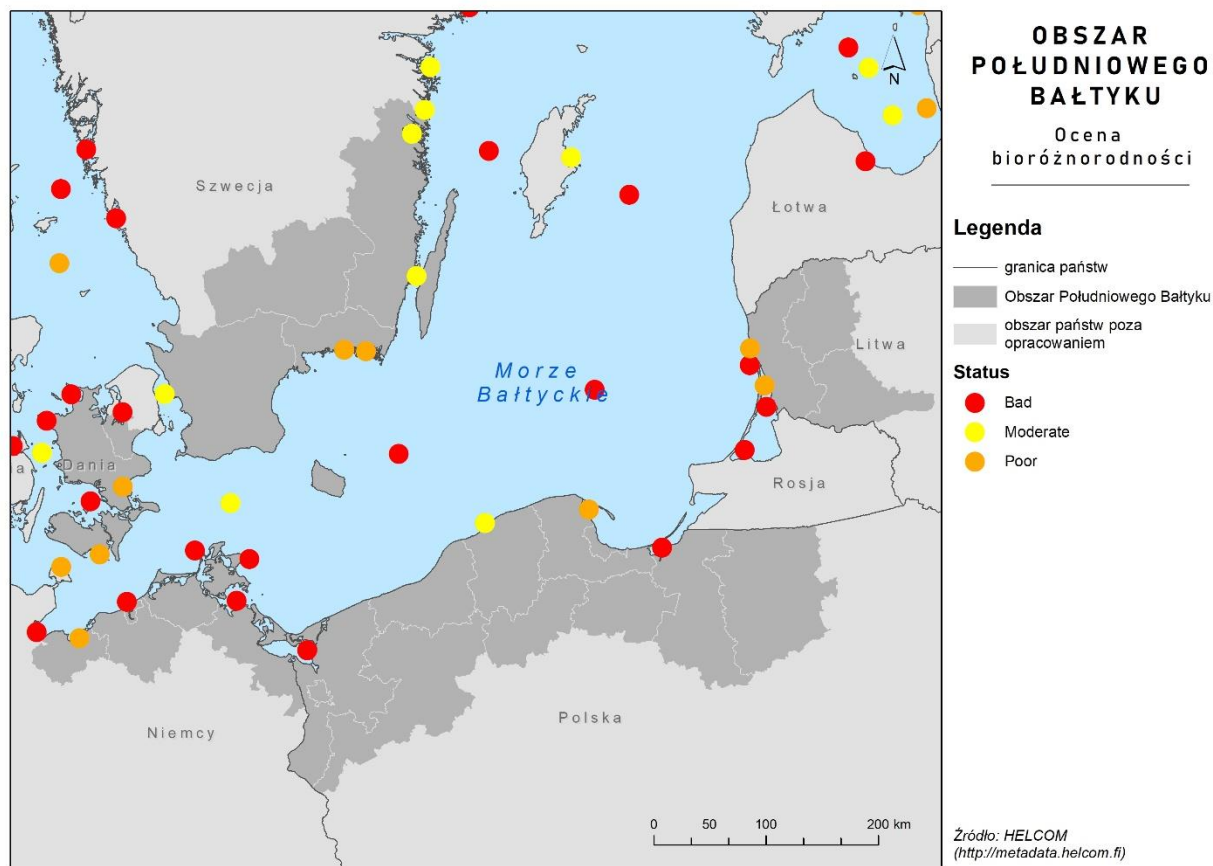 OBSZAR
POŁUDNIOWEGO
BAŁTYKU
Ocena
bioróżnorodności
Legenda
granica państw
Obszar Południowego Bałtyku
obszar państw poza
opracowaniem
Status
Bad
Moderate
Poor
Źródło: HELCOM
(http://metadata.helcom.fi)
N
Szwecja
Łotwa
Litwa
Morze
Bałtyckie
Dania
a
Rosja
Niemcy
Polska
0 50 100 200 km